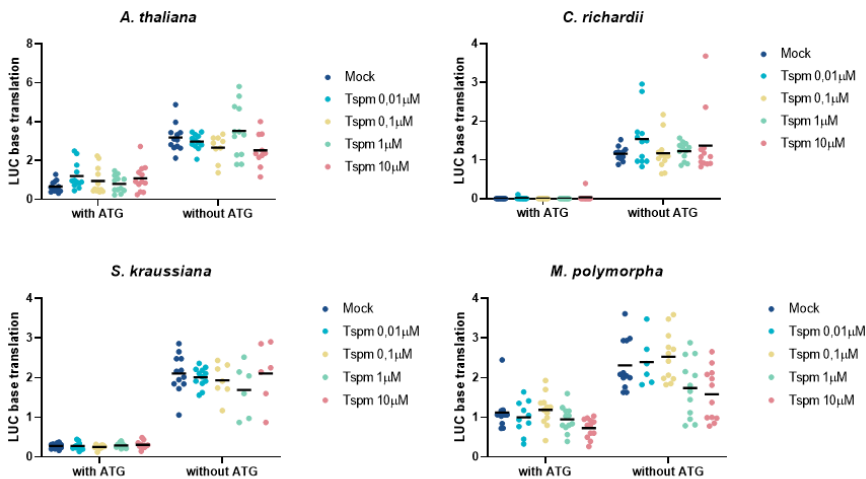 A. thaliana
LUC base translation
8
6
4
2
0
with ATG
without ATG
Mock
Tspm 0,01µM
Tspm 0,1µM
Tspm 1µM
Tspm 10µM
C. richardii
LUC base translation
4
3
2
1
0
with ATG
without ATG
Mock
Tspm 0,01µM
Tspm 0,1µM
Tspm 1µM
Tspm 10µM
S. kraussiana
LUC base translation
4
3
2
1
0
with ATG
without ATG
Mock
Tspm 0,01µM
Tspm 0,1µM
Tspm 1µM
Tspm 10µM
M. polymorpha
LUC base translation
4
3
2
1
0
with ATG
without ATG
Mock
Tspm 0,01µM
Tspm 0,1µM
Tspm 1µM
Tspm 10µM